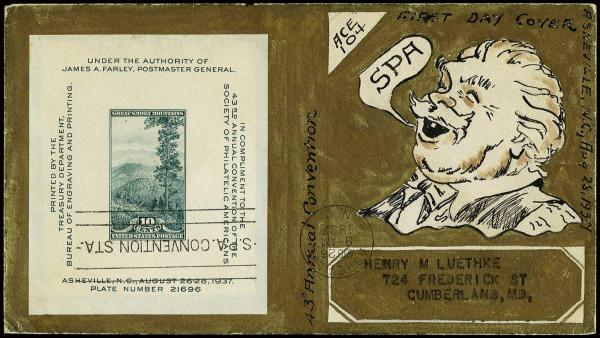 UNDER THE AUTHORITY OF
JAMES A. FARLEY, POSTMASTER GENERAL.
PRINTED BY THE
TREASURY DEPARTMENT,
BUREAU OF ENGRAVING AND PRINTING.
IN COMPLIMENT TO THE
43RD ANNUAL CONVENTION OF THE
SOCIETY OF PHILATELIC AMERICANS
GREAT SMOKY MOUNTAINS
10
CENTS
UNITED STATES POSTAGE
S.P.A. CONVENTION STA.
ASHEVILLE, N.C., AUGUST 26-28, 1937.
PLATE NUMBER 21696
ACE
104
FIRST DAY COVER
ASHEVILLE, N.C, Aug 26, 1937
SPA
43rd Annual Convention
1937
HENRY M LUETHKE
724 FREDERICK ST
CUMBERLAND, MD,